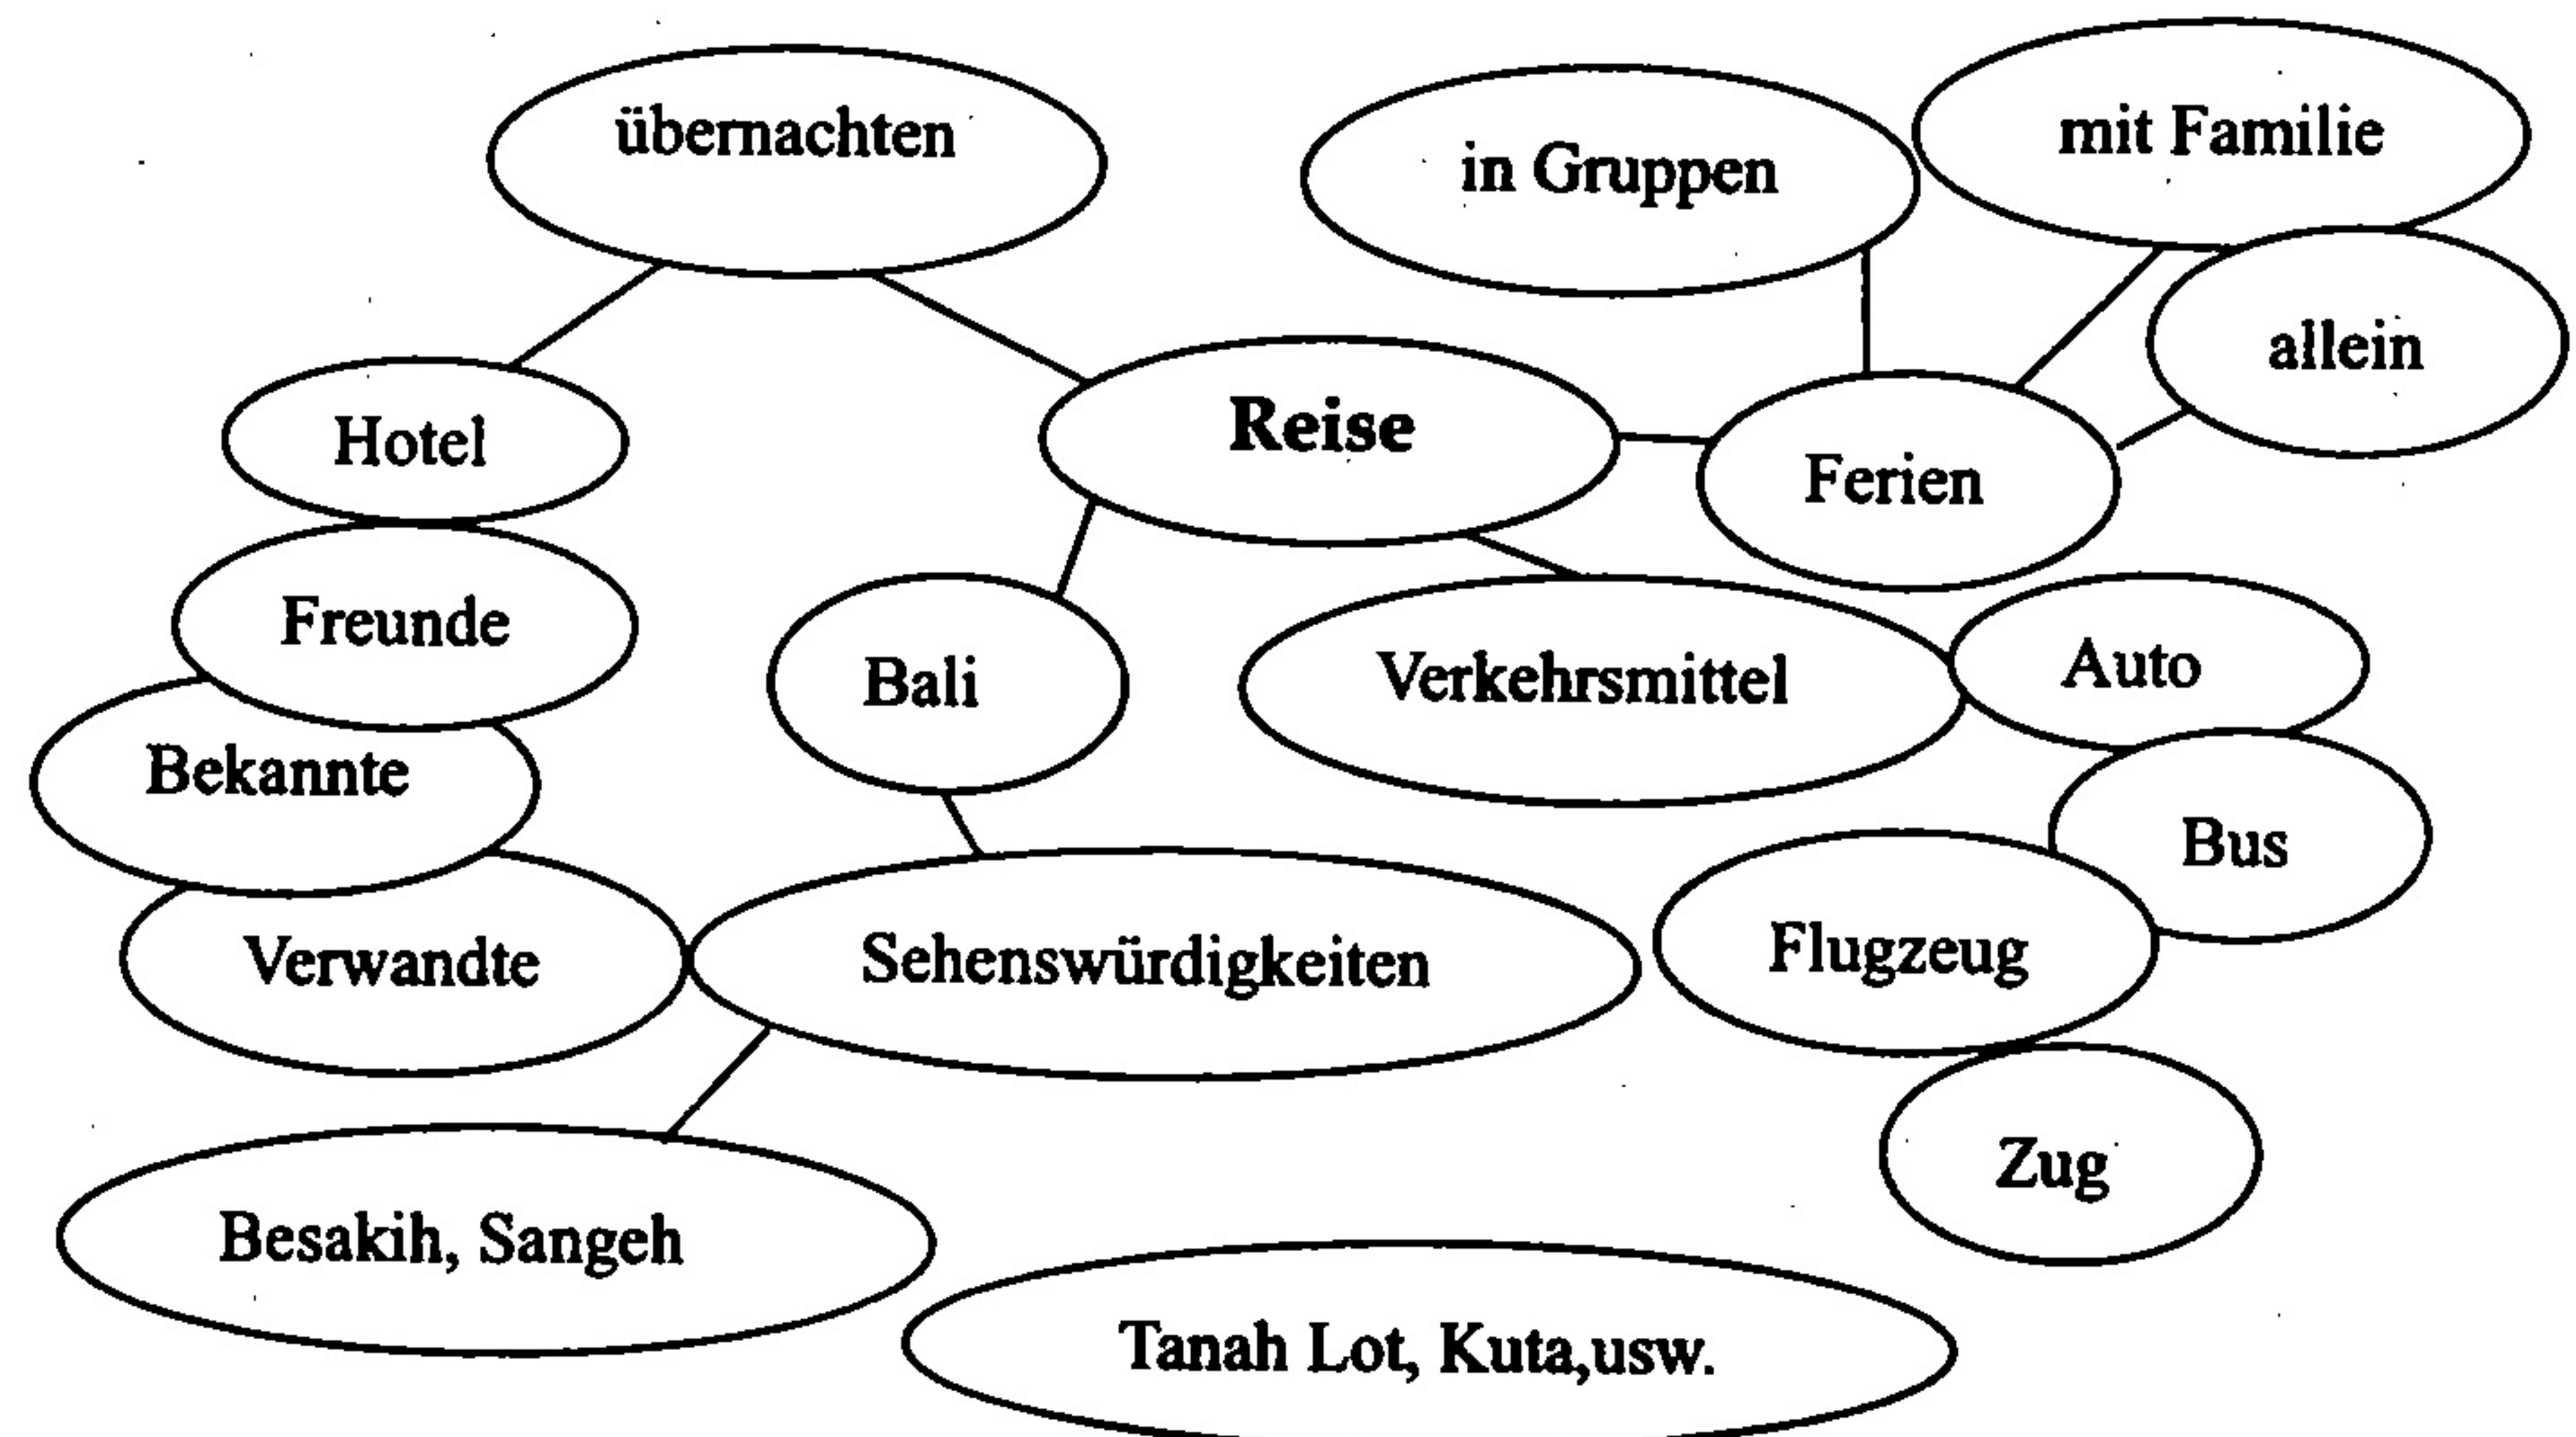 übernachten
in Gruppen
mit Familie
allein
Hotel
Reise
Ferien
Freunde
Bali
Verkehrsmittel
Auto
Bekannte
Bus
Verwandte
Sehenswürdigkeiten
Flugzeug
Zug
Besakih, Sangeh
Tanah Lot, Kuta,usw.